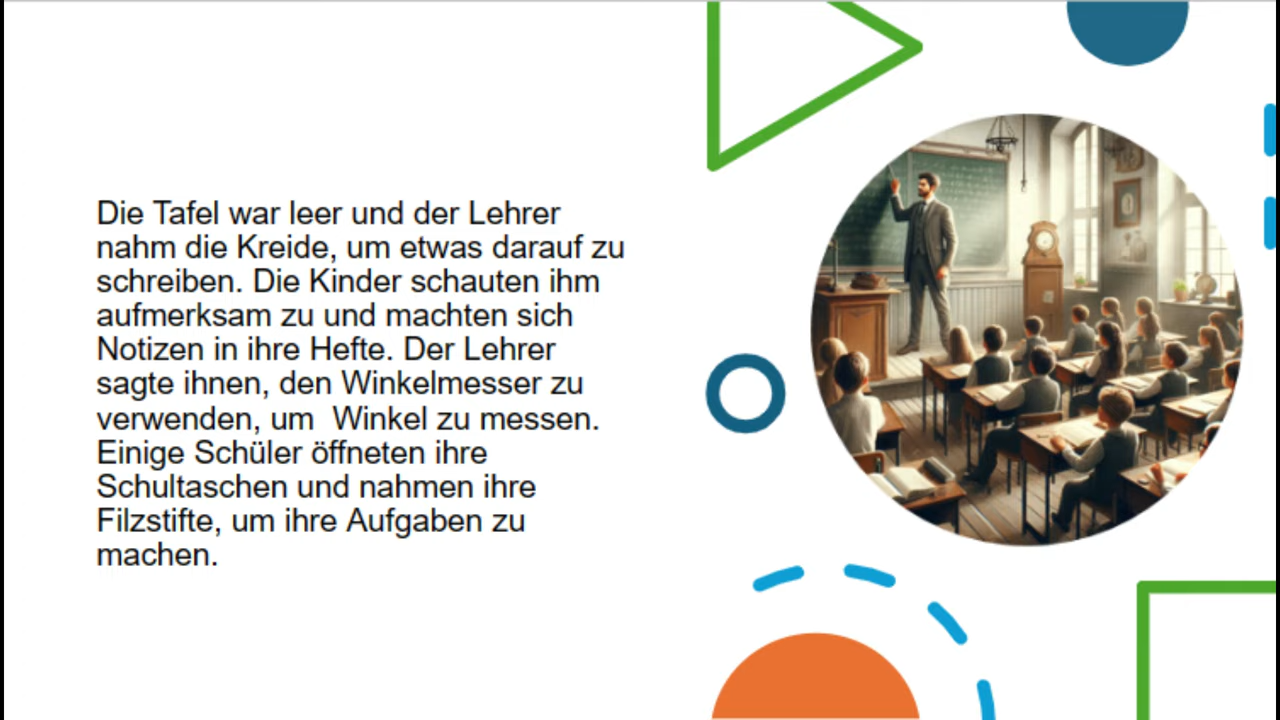 Die Tafel war leer und der Lehrer
nahm die Kreide, um etwas darauf zu
schreiben. Die Kinder schauten ihm
aufmerksam zu und machten sich
Notizen in ihre Hefte. Der Lehrer
sagte ihnen, den Winkelmesser zu
verwenden, um  Winkel zu messen.
Einige Schüler öffneten ihre
Schultaschen und nahmen ihre
Filzstifte, um ihre Aufgaben zu
machen.